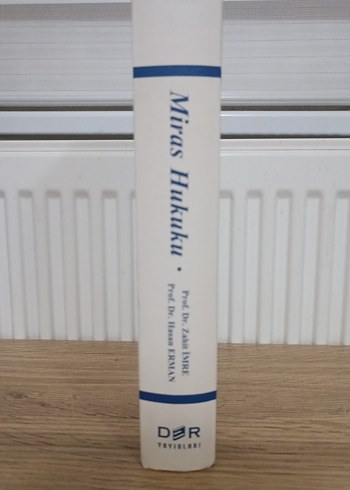 Miras Hukuku •
Prof. Dr. Zahit İMRE
Prof. Dr. Hasan ERMAN
DER
YAYINLARI